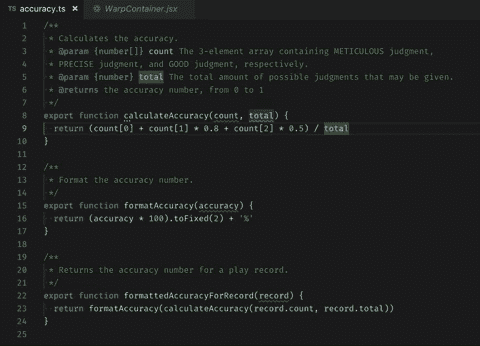 TS accuracy.ts × WarpContainer.jsx
1 /**
2 * Calculates the accuracy.
3 * @param {number[]} count The 3-element array containing METICULOUS judgment,
4 * PRECISE judgment, and GOOD judgment, respectively.
5 * @param {number} total The total amount of possible judgments that may be given.
6 * @returns the accuracy number, from 0 to 1
7 */
8 export function calculateAccuracy(count, total) {
9 return (count[0] + count[1] * 0.8 + count[2] * 0.5) / total
10 }
11
12 /**
13 * Format the accuracy number.
14 */
15 export function formatAccuracy(accuracy) {
16 return (accuracy * 100).toFixed(2) + '%'
17 }
18
19 /**
20 * Returns the accuracy number for a play record.
21 */
22 export function formattedAccuracyForRecord(record) {
23 return formatAccuracy(calculateAccuracy(record.count, record.total))
24 }